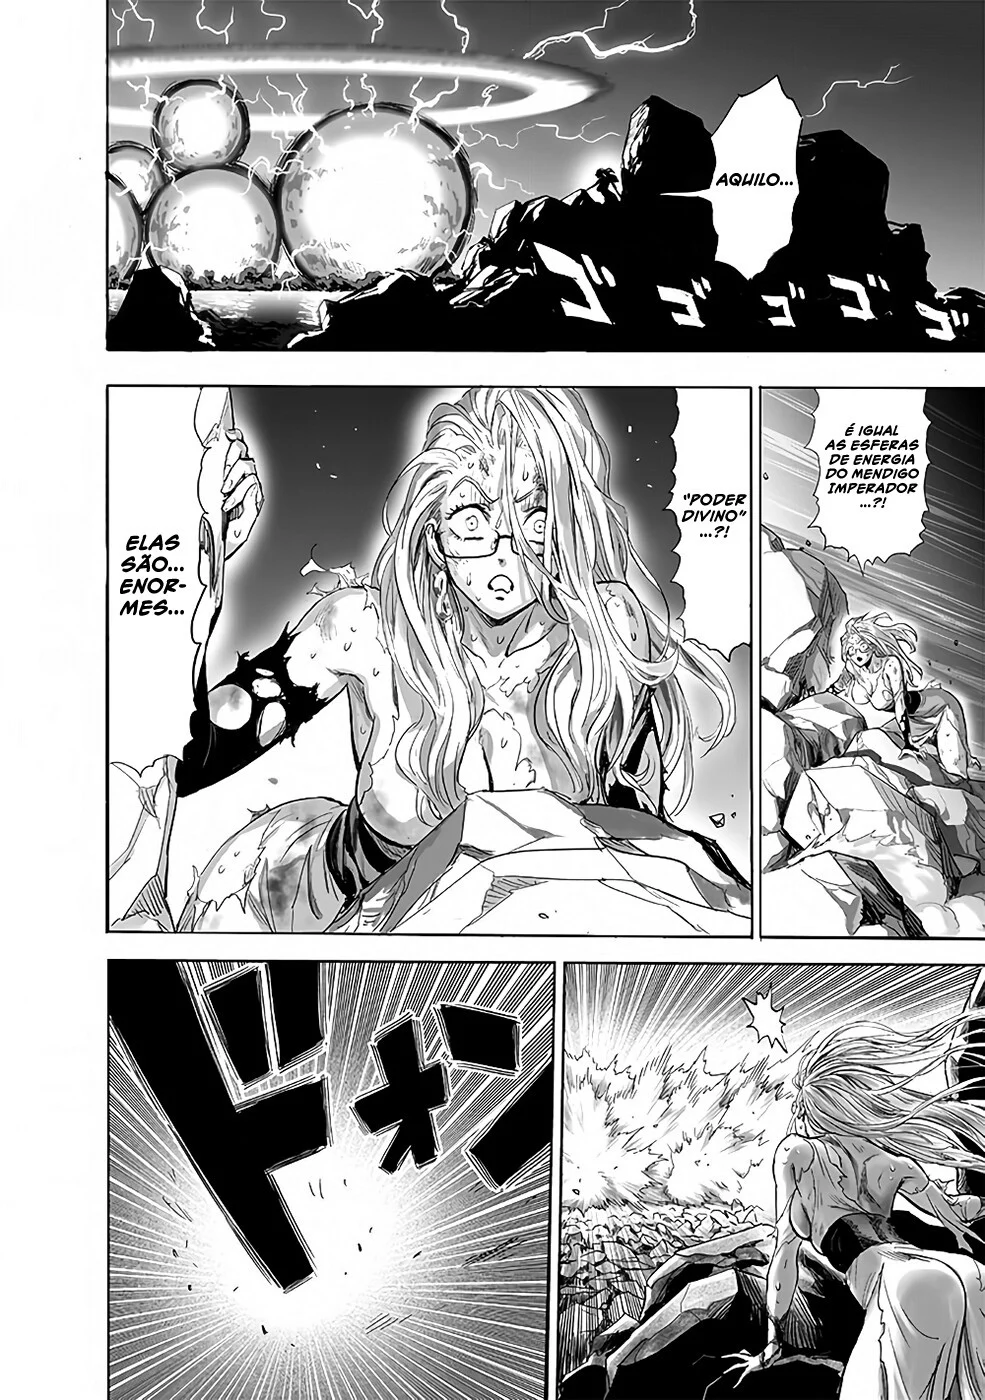 AQUILO...
ゴ
ゴ
ゴ
ゴ
ゴ
É IGUAL
AS ESFERAS
DE ENERGIA
DO MENDIGO
IMPERADOR
...?!
"PODER
DIVINO"
...?!
ELAS
SÃO...
ENOR-
MES...
ドォン